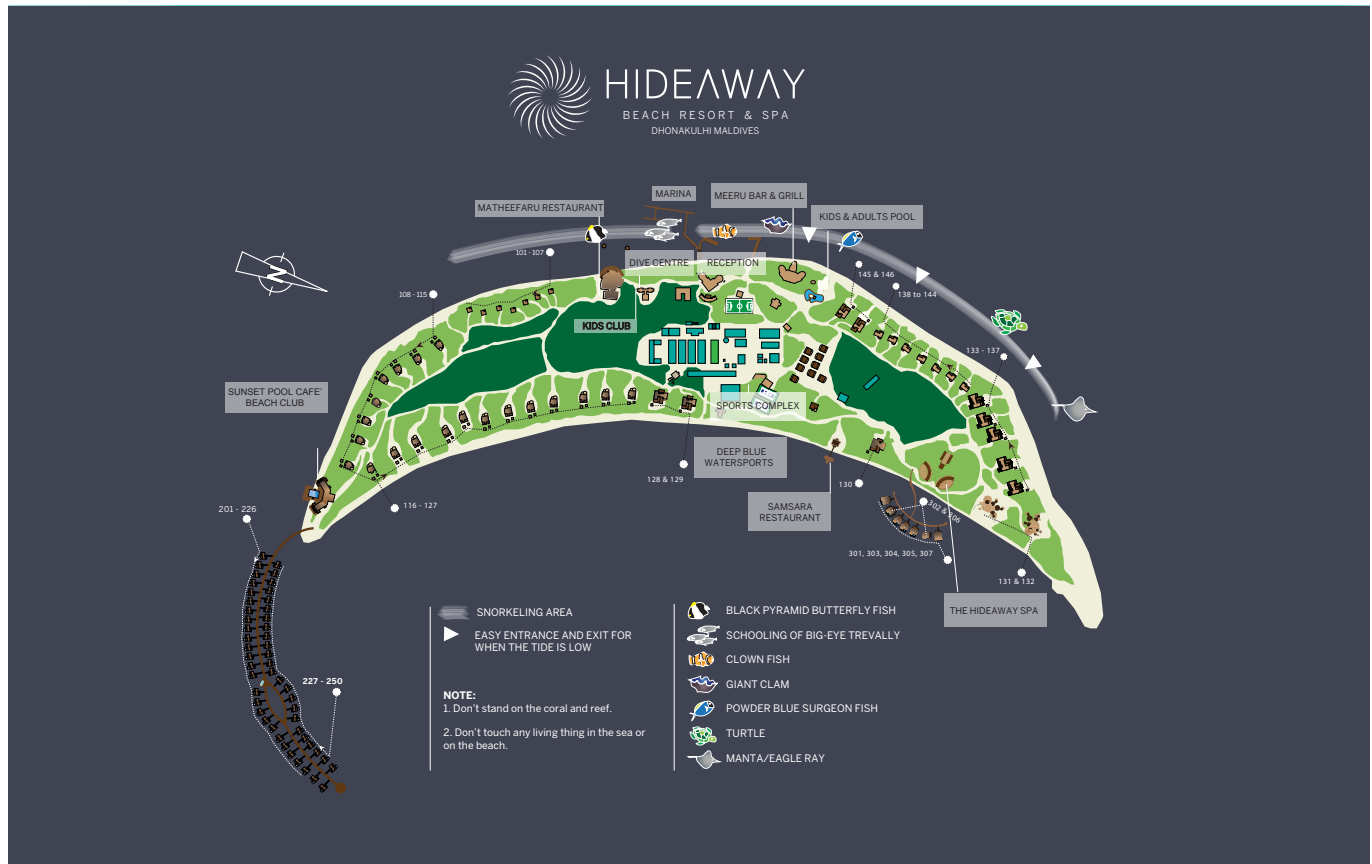 HIDEAWAY
BEACH RESORT & SPA
DHONAKULHI MALDIVES
MARINA
MEERU BAR & GRILL
MATHEEFARU RESTAURANT
KIDS & ADULTS POOL
101 - 107
DIVE CENTRE
RECEPTION
145 & 146
N
108 - 115
138 to 144
KIDS CLUB
133 - 137
SUNSET POOL CAFE'
BEACH CLUB
SPORTS COMPLEX
DEEP BLUE
WATERSPORTS
128 & 129
130
116 - 127
SAMSARA
RESTAURANT
201 - 226
302 & 306
301, 303, 304, 305, 307
131 & 132
THE HIDEAWAY SPA
227 - 250
SNORKELING AREA
EASY ENTRANCE AND EXIT FOR
WHEN THE TIDE IS LOW
NOTE:
1. Don't stand on the coral and reef.
2. Don't touch any living thing in the sea or
on the beach.
BLACK PYRAMID BUTTERFLY FISH
SCHOOLING OF BIG-EYE TREVALLY
CLOWN FISH
GIANT CLAM
POWDER BLUE SURGEON FISH
TURTLE
MANTA/EAGLE RAY